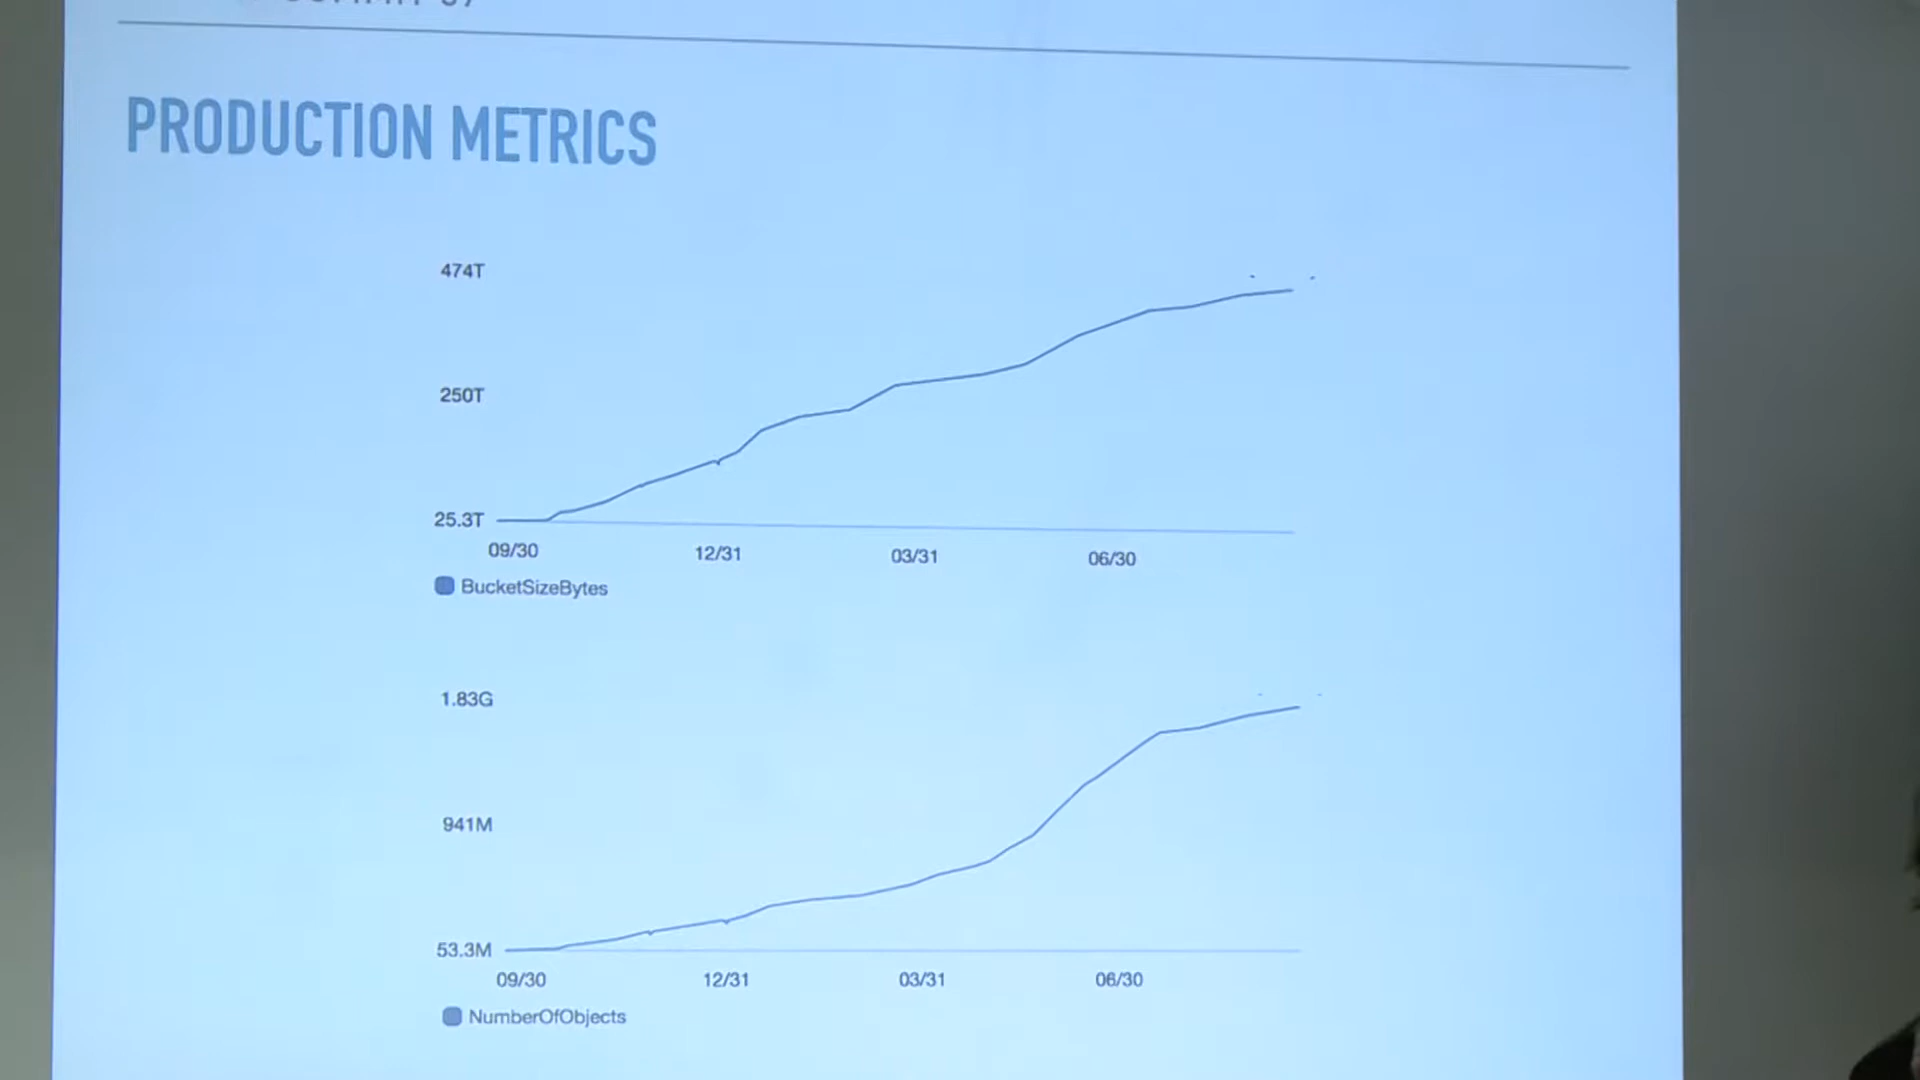 PRODUCTION METRICS
474T
250T
25.3T
09/30 12/31 03/31 06/30
BucketSizeBytes
1.83G
941M
53.3M
09/30 12/31 03/31 06/30
NumberOfObjects